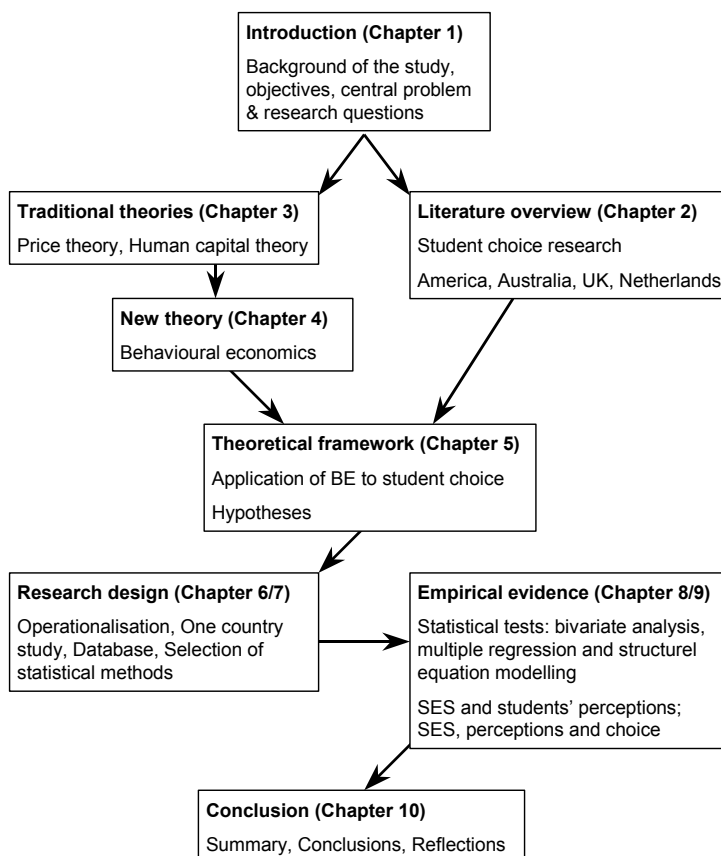 Introduction (Chapter 1)
Background of the study,
objectives, central problem
& research questions
Traditional theories (Chapter 3)
Price theory, Human capital theory
Literature overview (Chapter 2)
Student choice research
America, Australia, UK, Netherlands
New theory (Chapter 4)
Behavioural economics
Theoretical framework (Chapter 5)
Application of BE to student choice
Hypotheses
Research design (Chapter 6/7)
Operationalisation, One country
study, Database, Selection of
statistical methods
Empirical evidence (Chapter 8/9)
Statistical tests: bivariate analysis,
multiple regression and structurel
equation modelling
SES and students’ perceptions;
SES, perceptions and choice
Conclusion (Chapter 10)
Summary, Conclusions, Reflections